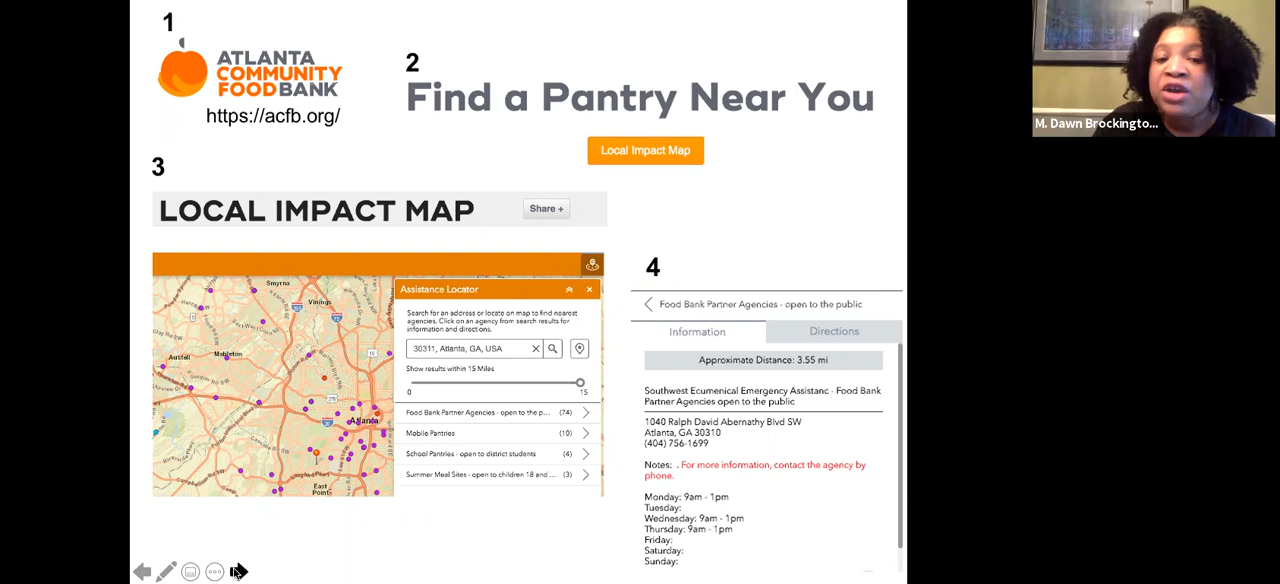 1
ATLANTA
COMMUNITY
FOODBANK
https://acfb.org/
2
Find a Pantry Near You
Local Impact Map
3
LOCAL IMPACT MAP
Share +
Smyrna
Vinings
Austell
Mableton
Atlanta
East
Point
Assistance Locator
Search for an address or locate on map to find nearest
agencies. Click on an agency from search results for
information and directions.
30311, Atlanta, GA, USA
Show results within 15 Miles
0
15
Food Bank Partner Agencies - open to the p... (74)
Mobile Pantries (10)
School Pantries - open to district students (4)
Summer Meal Sites - open to children 18 and ... (3)
4
Food Bank Partner Agencies - open to the public
Information
Directions
Approximate Distance: 3.55 mi
Southwest Ecumenical Emergency Assistanc - Food Bank
Partner Agencies open to the public
1040 Ralph David Abernathy Blvd SW
Atlanta, GA 30310
(404) 756-1699
Notes: . For more information, contact the agency by
phone.
Monday: 9am - 1pm
Tuesday:
Wednesday: 9am - 1pm
Thursday: 9am - 1pm
Friday:
Saturday:
Sunday:
M. Dawn Brockingto...